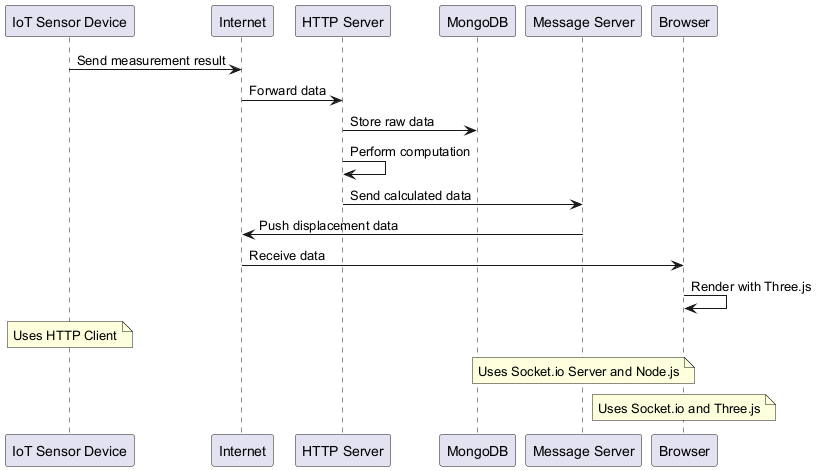 IoT Sensor Device
Internet
HTTP Server
MongoDB
Message Server
Browser
Send measurement result
Forward data
Store raw data
Perform computation
Send calculated data
Push displacement data
Receive data
Render with Three.js
Uses HTTP Client
Uses Socket.io Server and Node.js
Uses Socket.io and Three.js
IoT Sensor Device
Internet
HTTP Server
MongoDB
Message Server
Browser